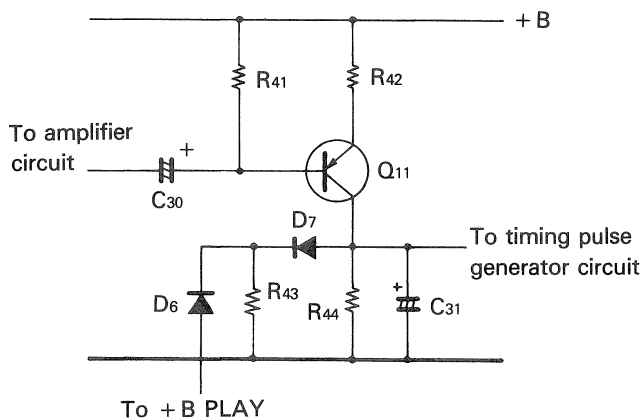 +B
R41
R42
To amplifier
circuit
+
C30
Q11
D7
To timing pulse
generator circuit
D6
R43
R44
+
C31
To +B PLAY